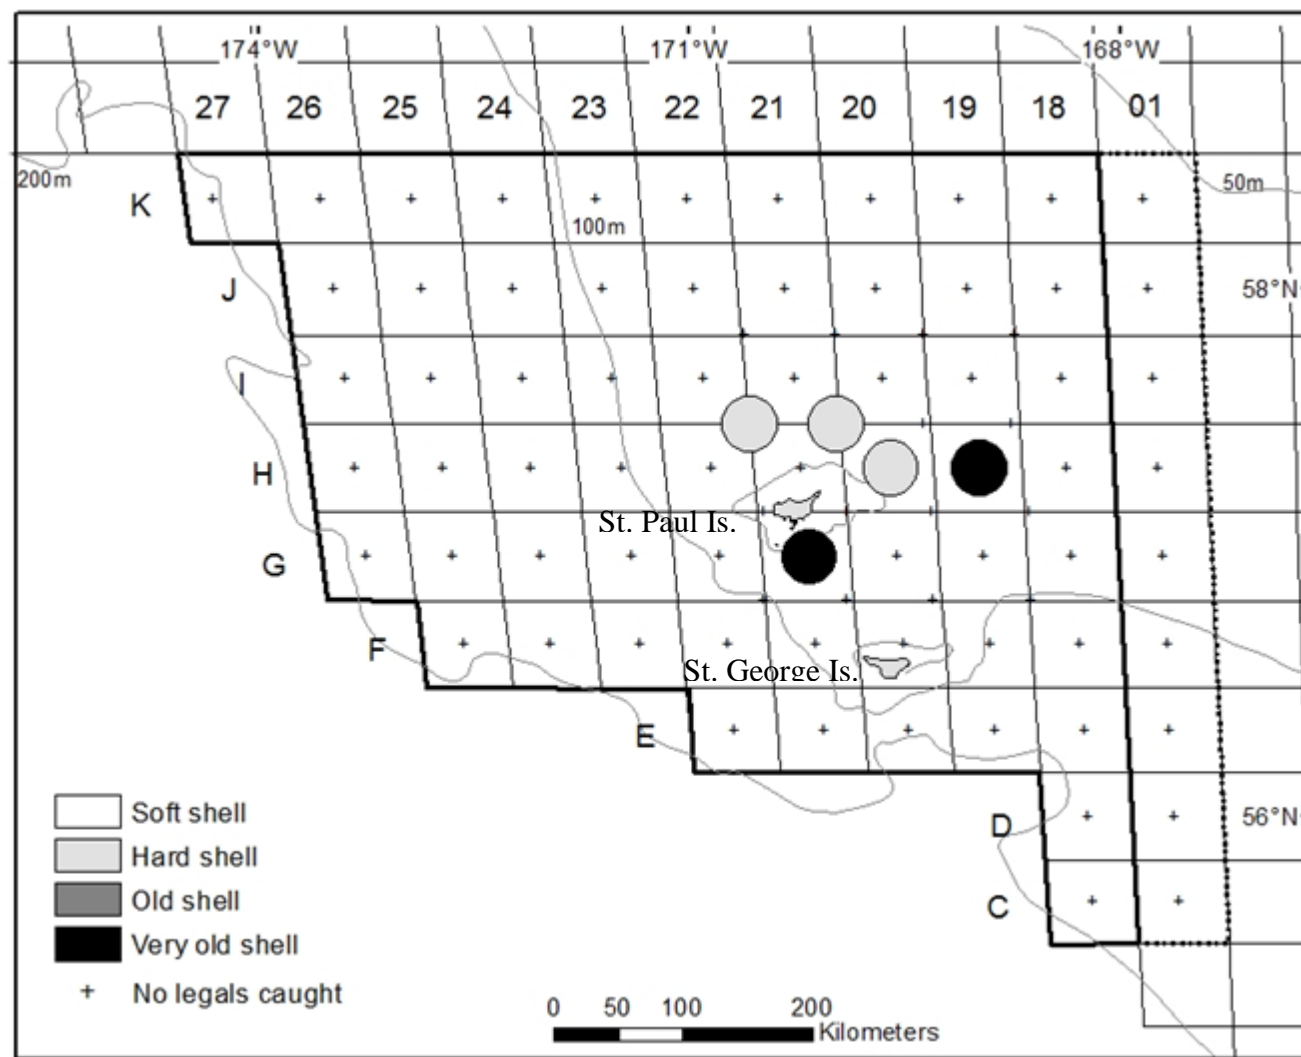 174°W 171°W 168°W
27 26 25 24 23 22 21 20 19 18 01
200m
50m
K
100m
J
58°N
I
H
St. Paul Is.
G
F
St. George Is.
E
Soft shell
D
56°N
Hard shell
Old shell
C
Very old shell
No legals caught
0 50 100 200
Kilometers